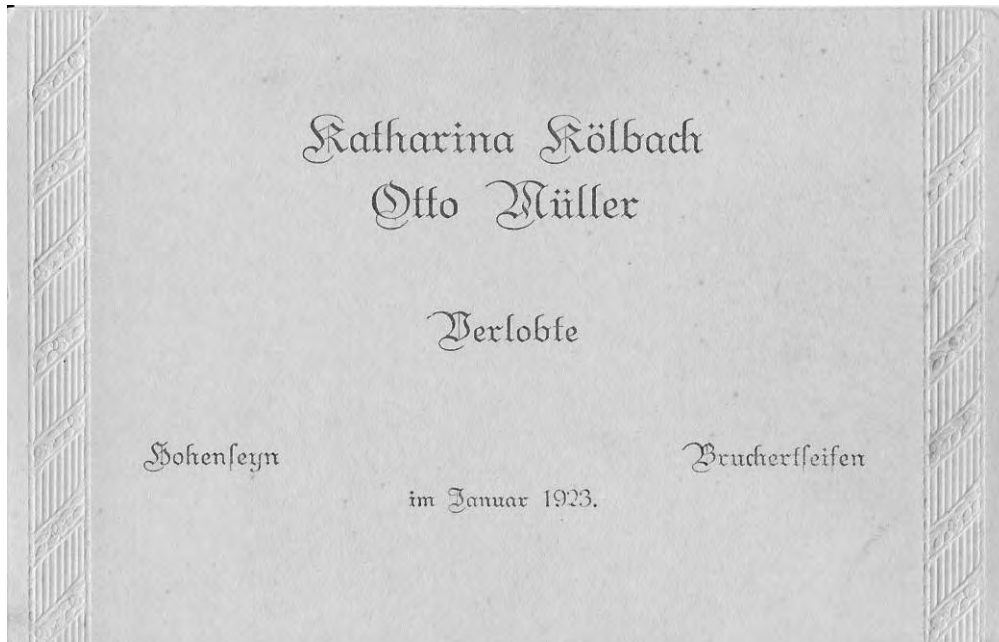 Katharina Kölbach
Otto Müller
Verlobte
Hohenseyn Bruchertseifen
im Januar 1923.